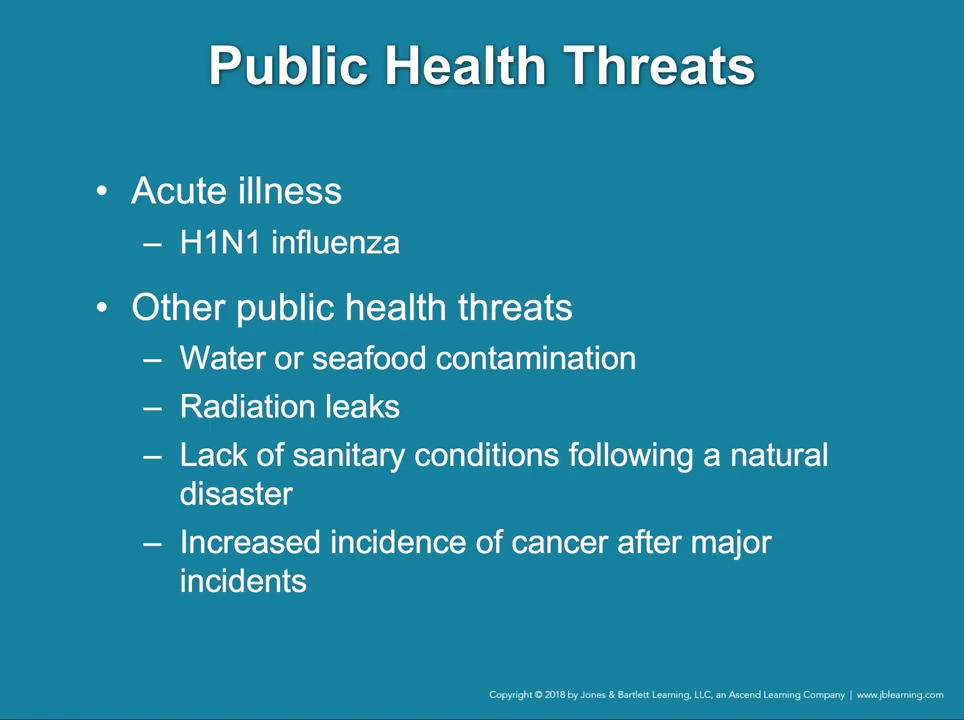 Public Health Threats
• Acute illness
– H1N1 influenza
• Other public health threats
– Water or seafood contamination
– Radiation leaks
– Lack of sanitary conditions following a natural
disaster
– Increased incidence of cancer after major
incidents
Copyright © 2018 by Jones & Bartlett Learning, LLC, an Ascend Learning Company | www.jblearning.com